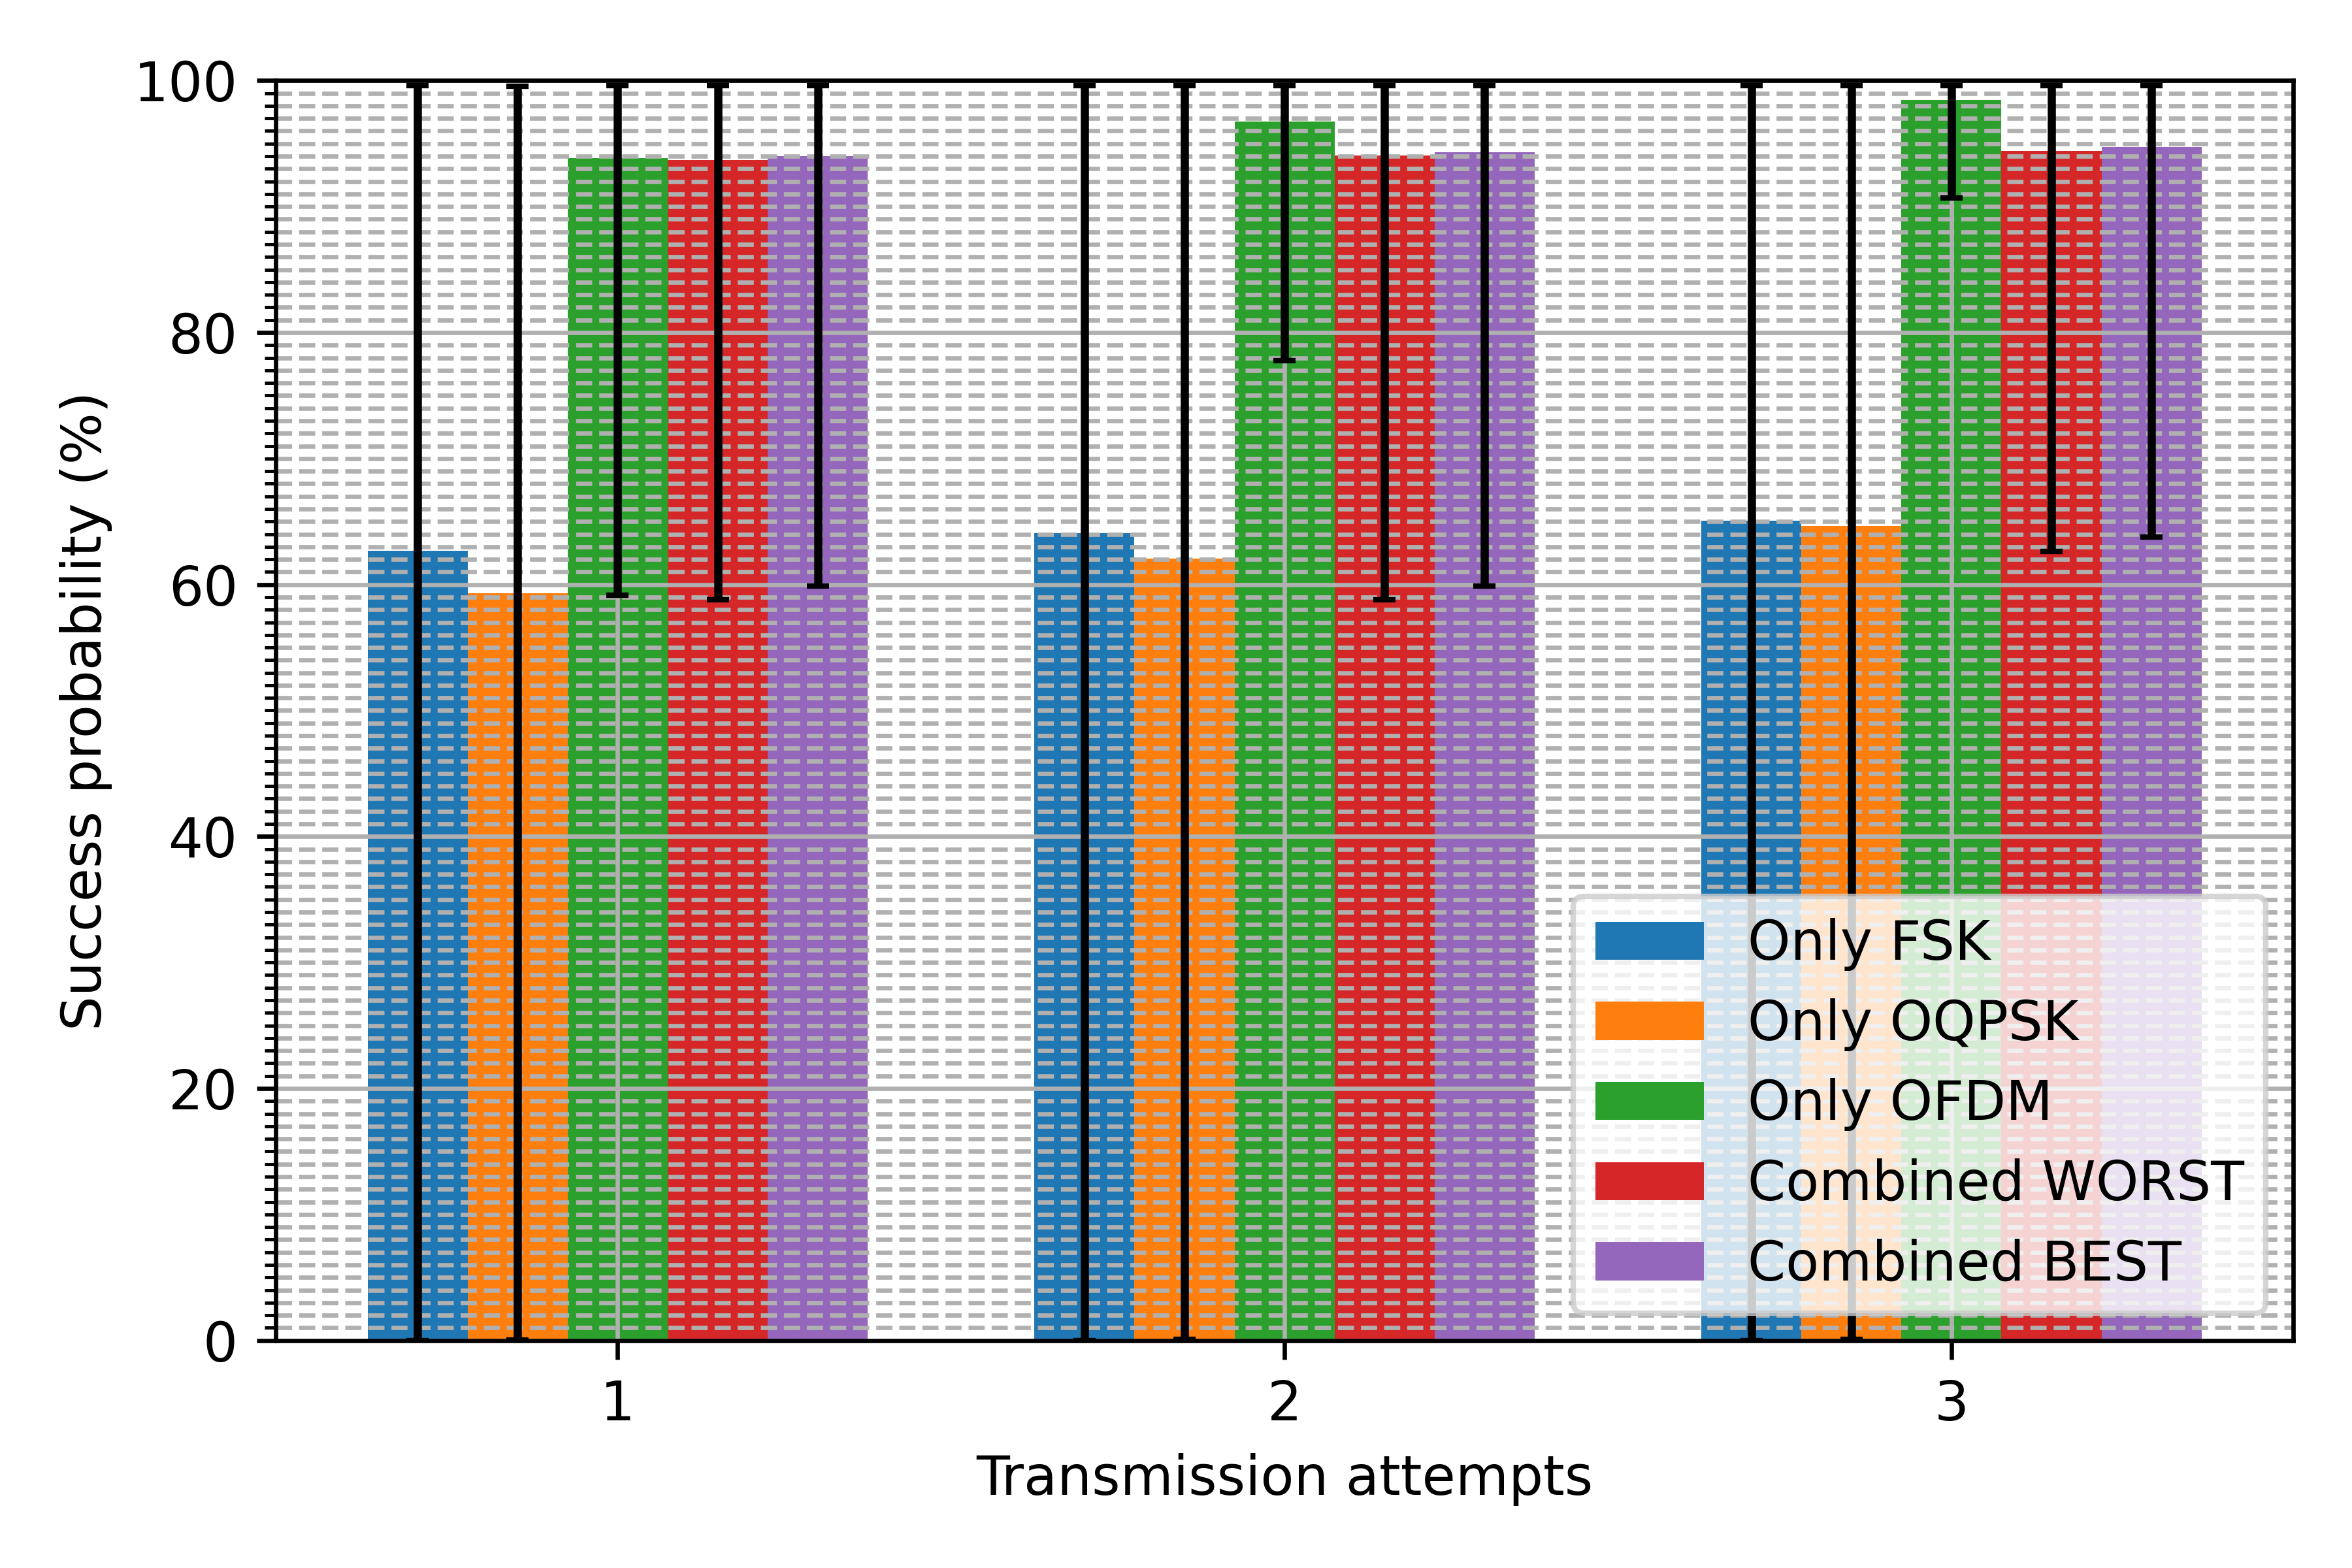 100
80
60
40
20
0
Success probability (%)
1
2
3
Transmission attempts
Only FSK
Only OQPSK
Only OFDM
Combined WORST
Combined BEST